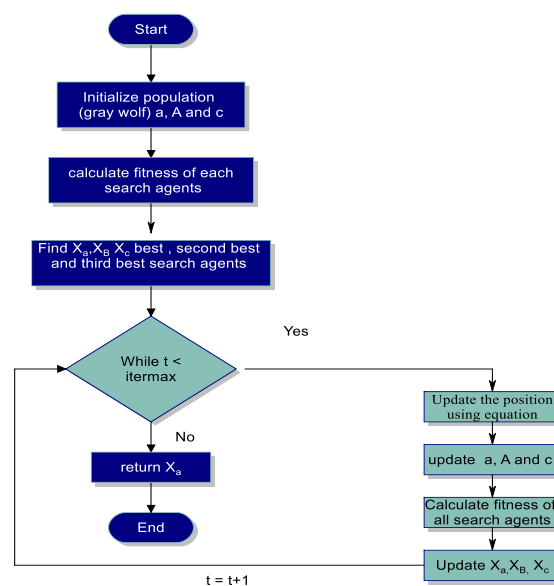 Start
Initialize population
(gray wolf) a, A and c
calculate fitness of each
search agents
Find Xa,XB Xc best , second best
and third best search agents
Yes
While t <
itermax
Update the position
using equation
No
return Xa
update a, A and c
Calculate fitness of
all search agents
End
Update Xa,XB, Xc
t = t+1